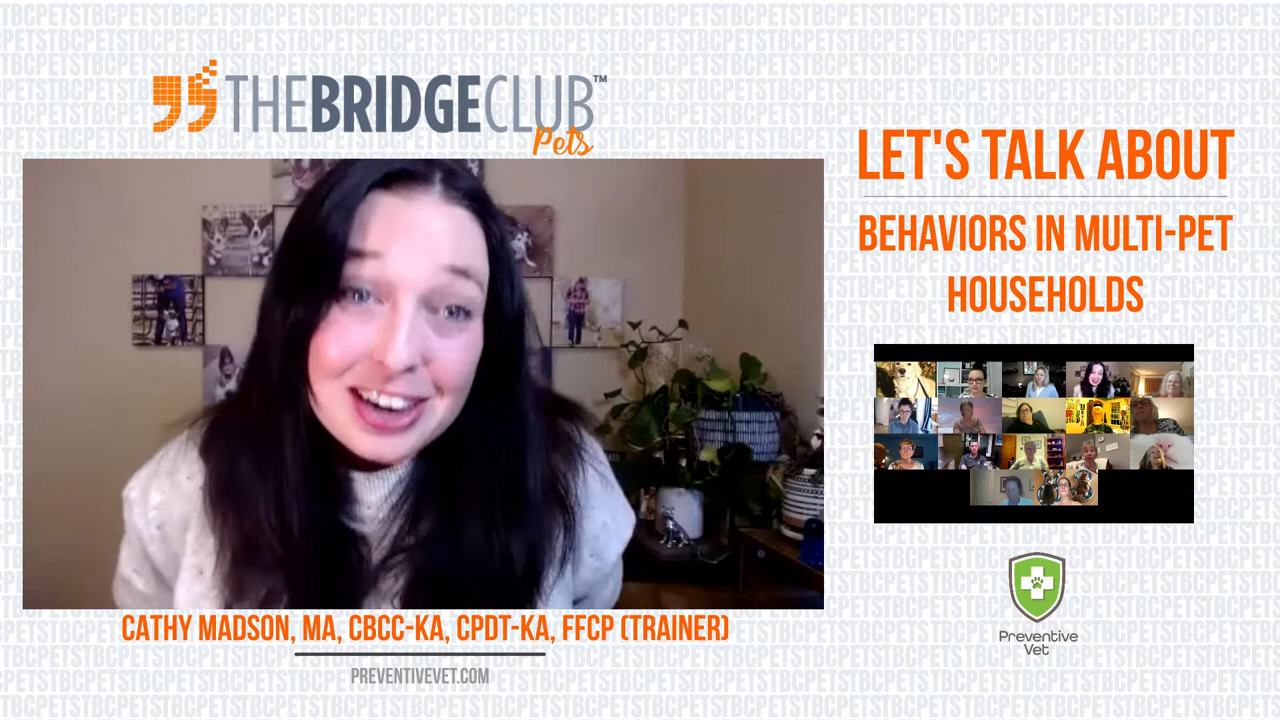 THEBRIDGECLUB™
Pets
LET'S TALK ABOUT
BEHAVIORS IN MULTI-PET
HOUSEHOLDS
CATHY MADSON, MA, CBCC-KA, CPDT-KA, FFCP (TRAINER)
PREVENTIVEVET.COM
Preventive
Vet